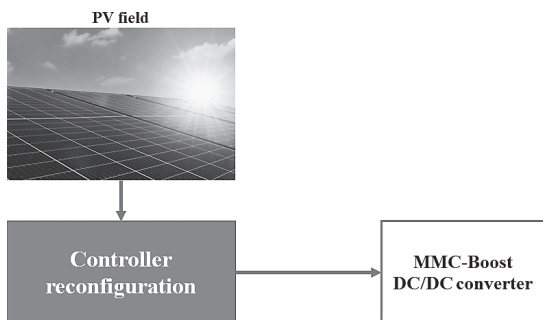 PV field
Controller
reconfiguration
MMC-Boost
DC/DC converter